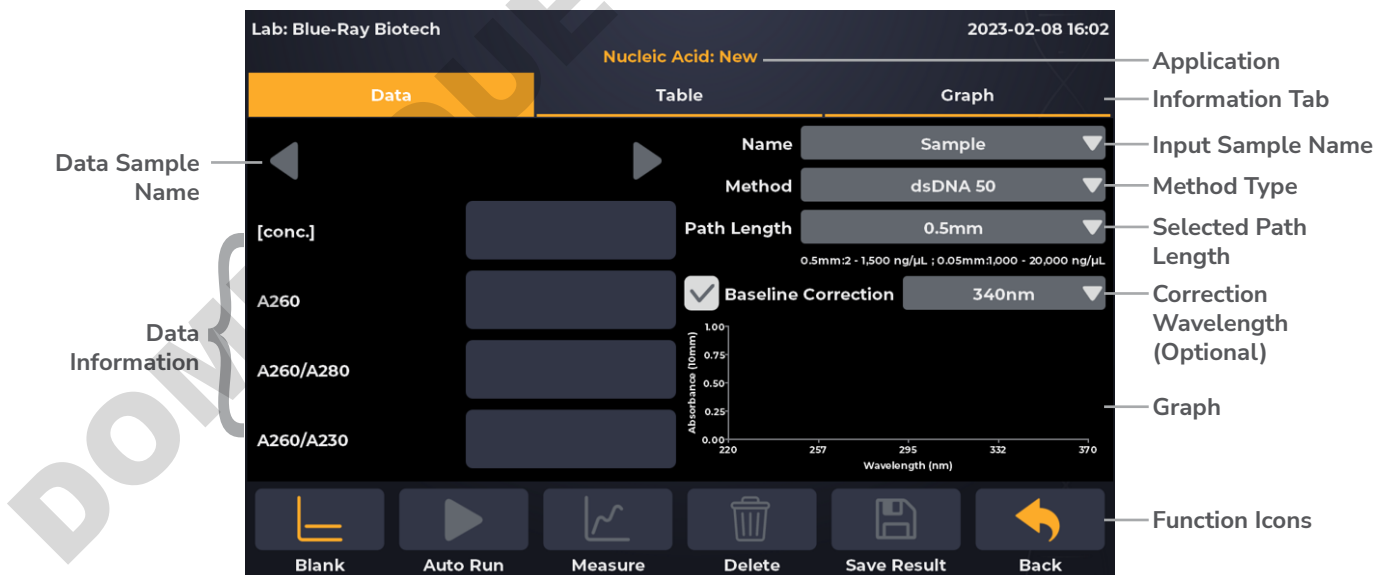 Lab: Blue-Ray Biotech
2023-02-08 16:02
Nucleic Acid: New
Application
Data
Table
Graph
Information Tab
Data Sample
Name
Name
Sample
Input Sample Name
Method
dsDNA 50
Method Type
[conc.]
Path Length
0.5mm
Selected Path
Length
0.5mm:2 - 1,500 ng/µL ; 0.05mm:1,000 - 20,000 ng/µL
A260
Baseline Correction
340nm
Correction
Wavelength
(Optional)
Data
Information
A260/A280
A260/A230
Absorbance (10mm)
1.00
0.75
0.50
0.25
0.00
220
257
295
332
370
Wavelength (nm)
Graph
Blank
Auto Run
Measure
Delete
Save Result
Back
Function Icons